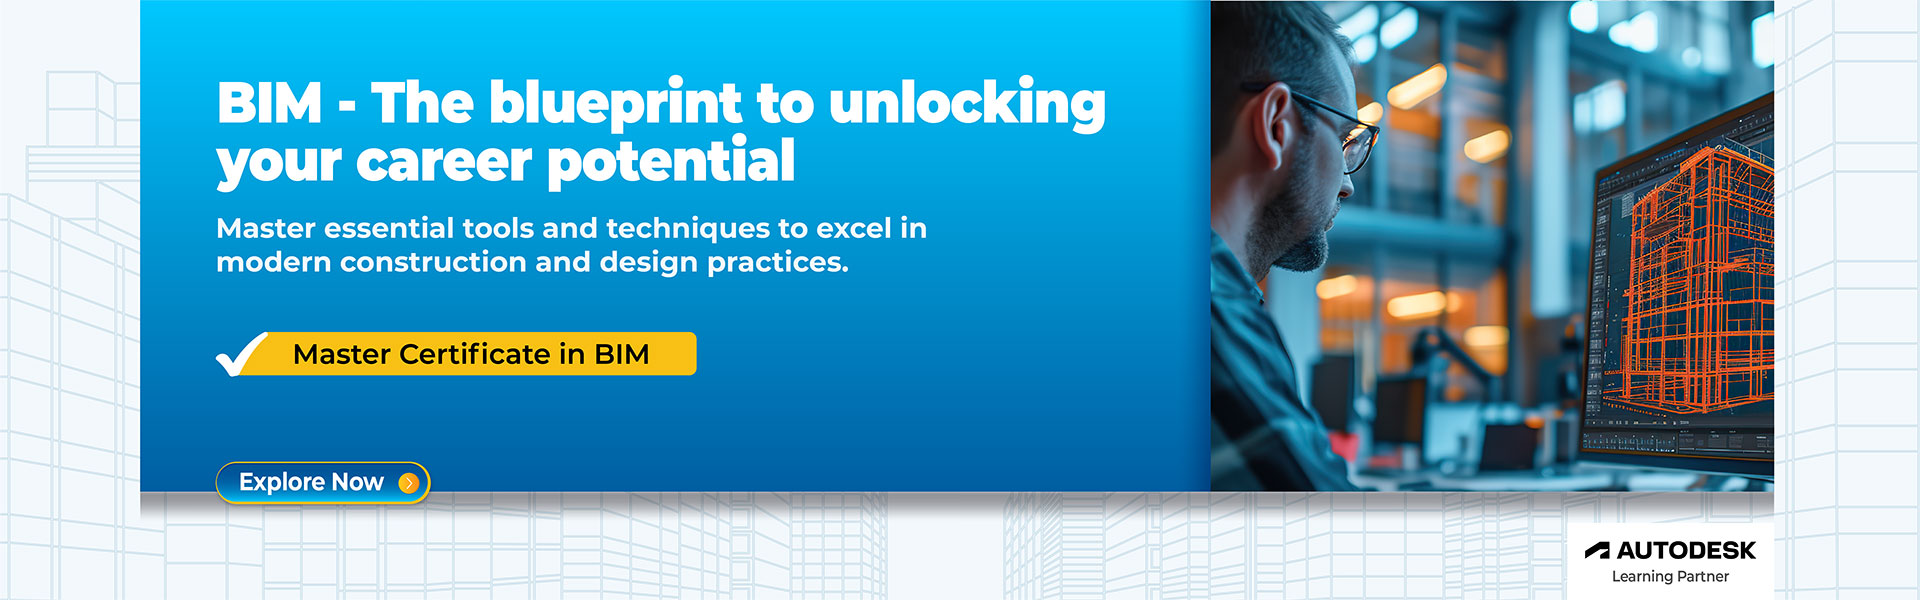 BIM - The blueprint to unlocking
your career potential
Master essential tools and techniques to excel in
modern construction and design practices.
Master Certificate in BIM
Explore Now
AUTODESK
Learning Partner